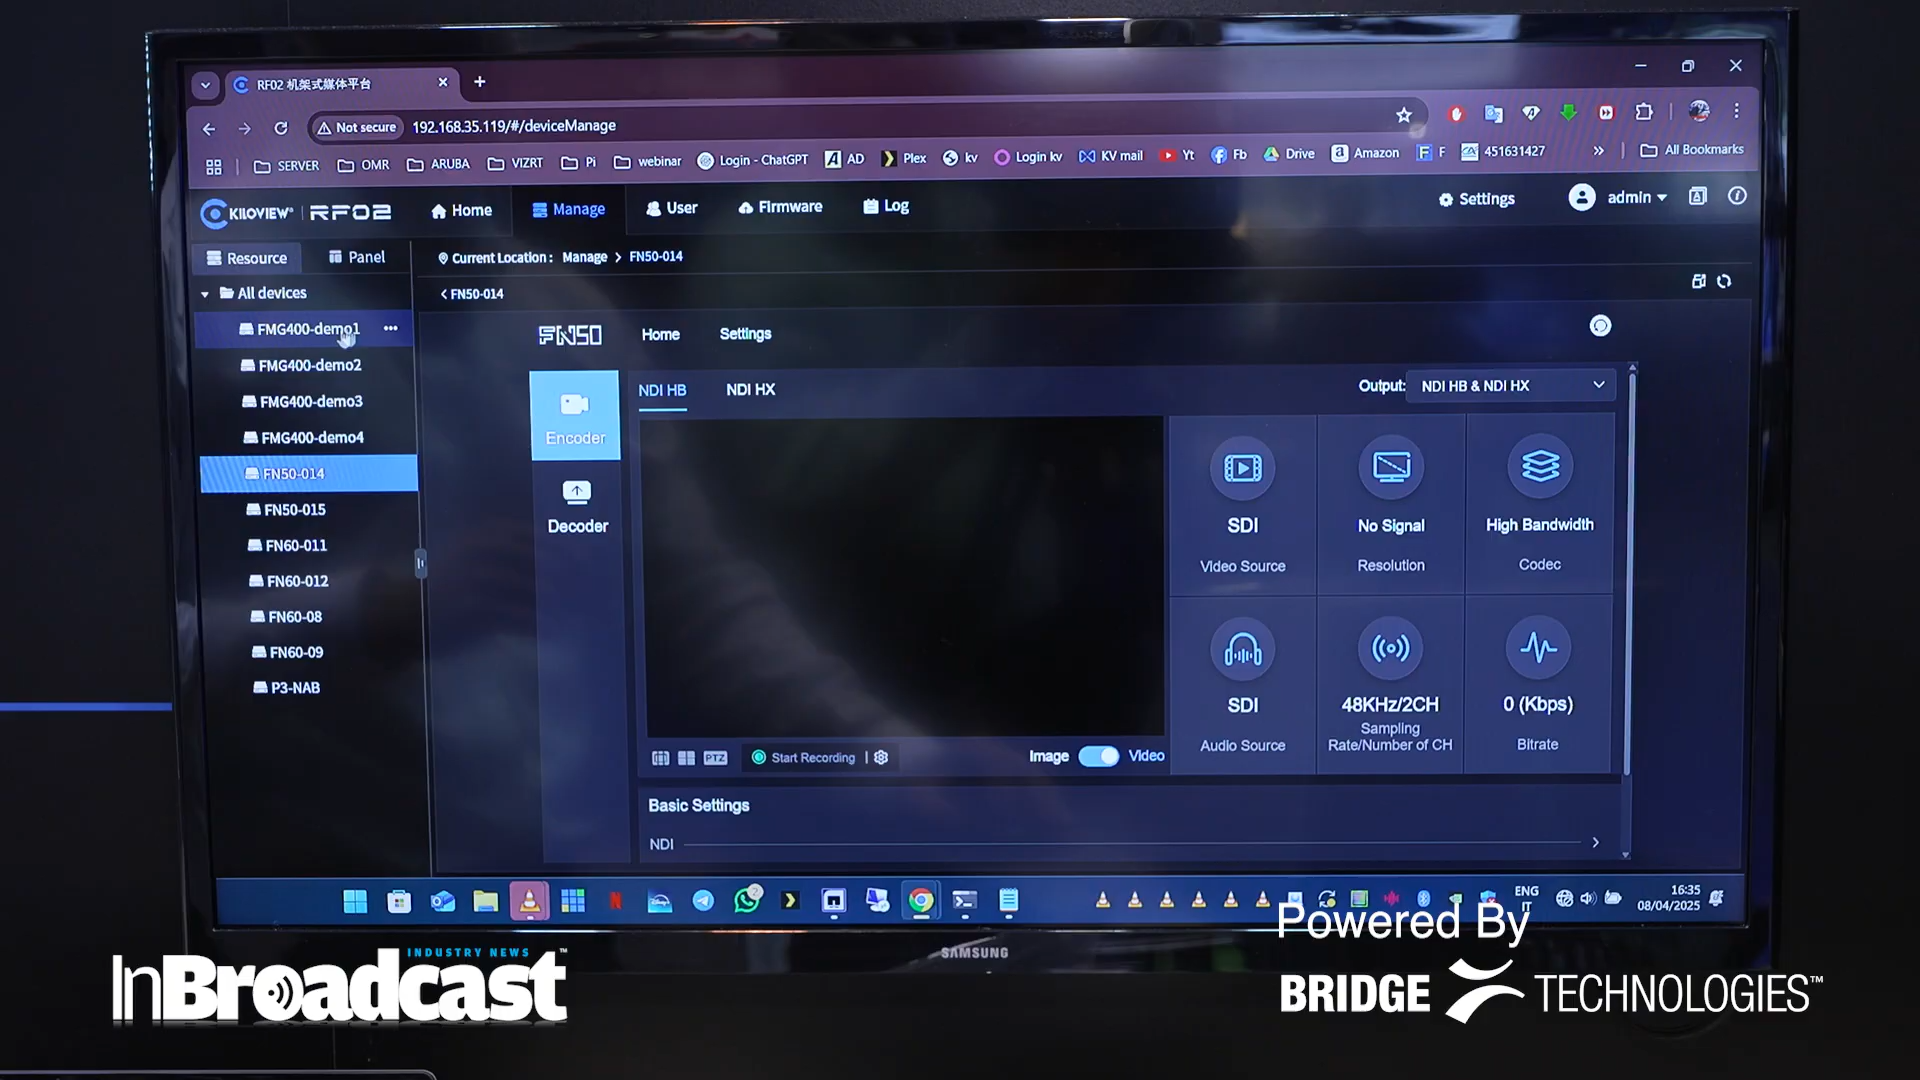 RF02 机架式媒体平台
Not secure
192.168.35.119/#/deviceManage
SERVER
OMR
ARUBA
VIZRT
Pi
webinar
Login - ChatGPT
AD
Plex
kv
Login kv
KV mail
Yt
Fb
Drive
Amazon
F
451631427
All Bookmarks
KILOVIEW® | RF02
Home
Manage
User
Firmware
Log
Settings
admin
Resource
Panel
Current Location : Manage > FN50-014
All devices
< FN50-014
FMG400-demo1
FMG400-demo2
FMG400-demo3
FMG400-demo4
FN50-014
FN50-015
FN60-011
FN60-012
FN60-08
FN60-09
P3-NAB
FN50
Home
Settings
Encoder
Decoder
NDI HB
NDI HX
Output:
NDI HB & NDI HX
SDI
Video Source
No Signal
Resolution
High Bandwidth
Codec
SDI
Audio Source
48KHz/2CH
Sampling
Rate/Number of CH
0 (Kbps)
Bitrate
PTZ
Start Recording
Image
Video
Basic Settings
NDI
2
ENG
IT
16:35
08/04/2025
SAMSUNG
INDUSTRY NEWS
InBroadcast™
Powered By
BRIDGE TECHNOLOGIES™